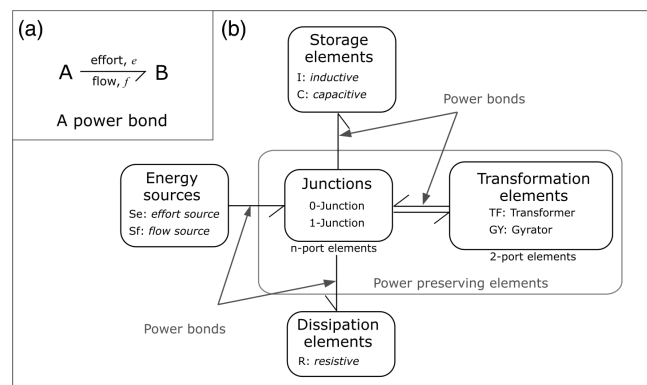 (a)
effort, e
A B
flow, f
A power bond
(b)
Storage
elements
I: inductive
C: capacitive
Power bonds
Energy
sources
Se: effort source
Sf: flow source
Junctions
0-Junction
1-Junction
n-port elements
Transformation
elements
TF: Transformer
GY: Gyrator
2-port elements
Power preserving elements
Power bonds
Dissipation
elements
R: resistive